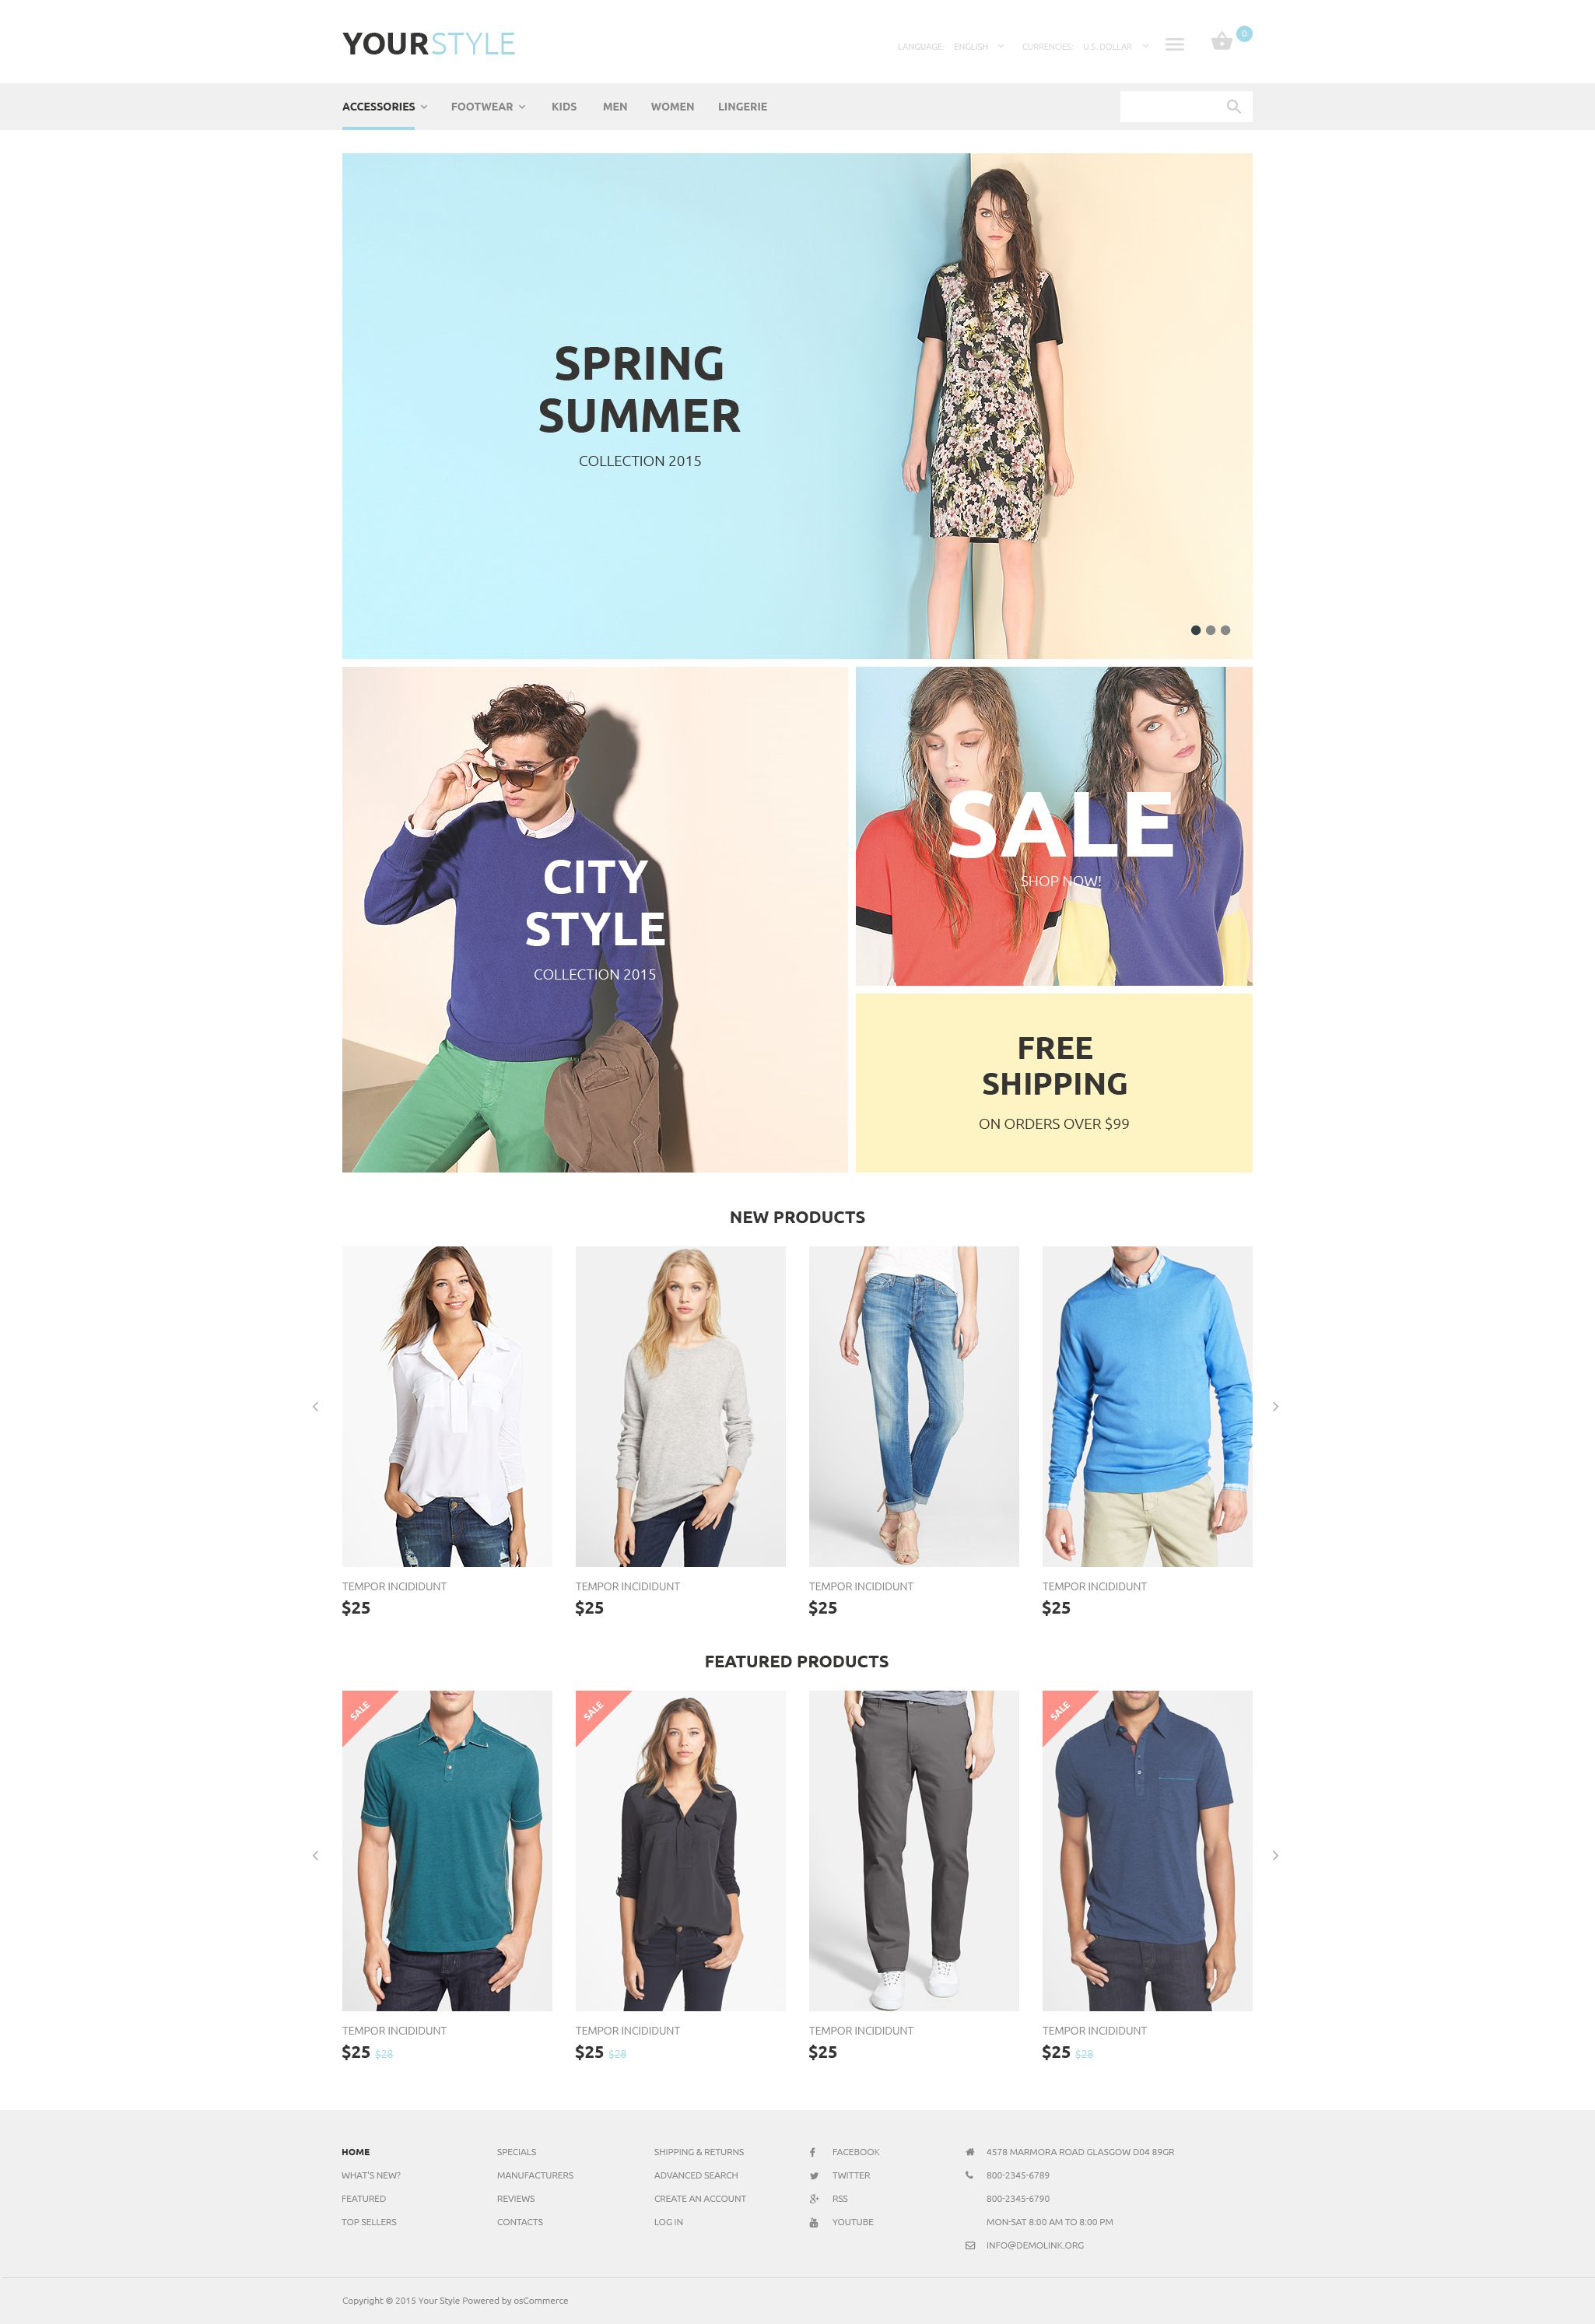 YOURSTYLE
LANGUAGE: ENGLISH CURRENCIES: U.S. DOLLAR 0
ACCESSORIES FOOTWEAR KIDS MEN WOMEN LINGERIE
SPRING
SUMMER
COLLECTION 2015
CITY
STYLE
COLLECTION 2015
SALE
SHOP NOW!
FREE
SHIPPING
ON ORDERS OVER $99
NEW PRODUCTS
TEMPOR INCIDIDUNT TEMPOR INCIDIDUNT TEMPOR INCIDIDUNT TEMPOR INCIDIDUNT
$25 $25 $25 $25
FEATURED PRODUCTS
SALE SALE SALE
TEMPOR INCIDIDUNT TEMPOR INCIDIDUNT TEMPOR INCIDIDUNT TEMPOR INCIDIDUNT
$25 $28 $25 $28 $25 $25 $28
HOME SPECIALS SHIPPING & RETURNS FACEBOOK 4578 MARMORA ROAD GLASGOW D04 89GR
WHAT'S NEW? MANUFACTURERS ADVANCED SEARCH TWITTER 800-2345-6789
FEATURED REVIEWS CREATE AN ACCOUNT RSS 800-2345-6790
TOP SELLERS CONTACTS LOG IN YOUTUBE MON-SAT 8:00 AM TO 8:00 PM
INFO@DEMOLINK.ORG
Copyright © 2015 Your Style Powered by osCommerce